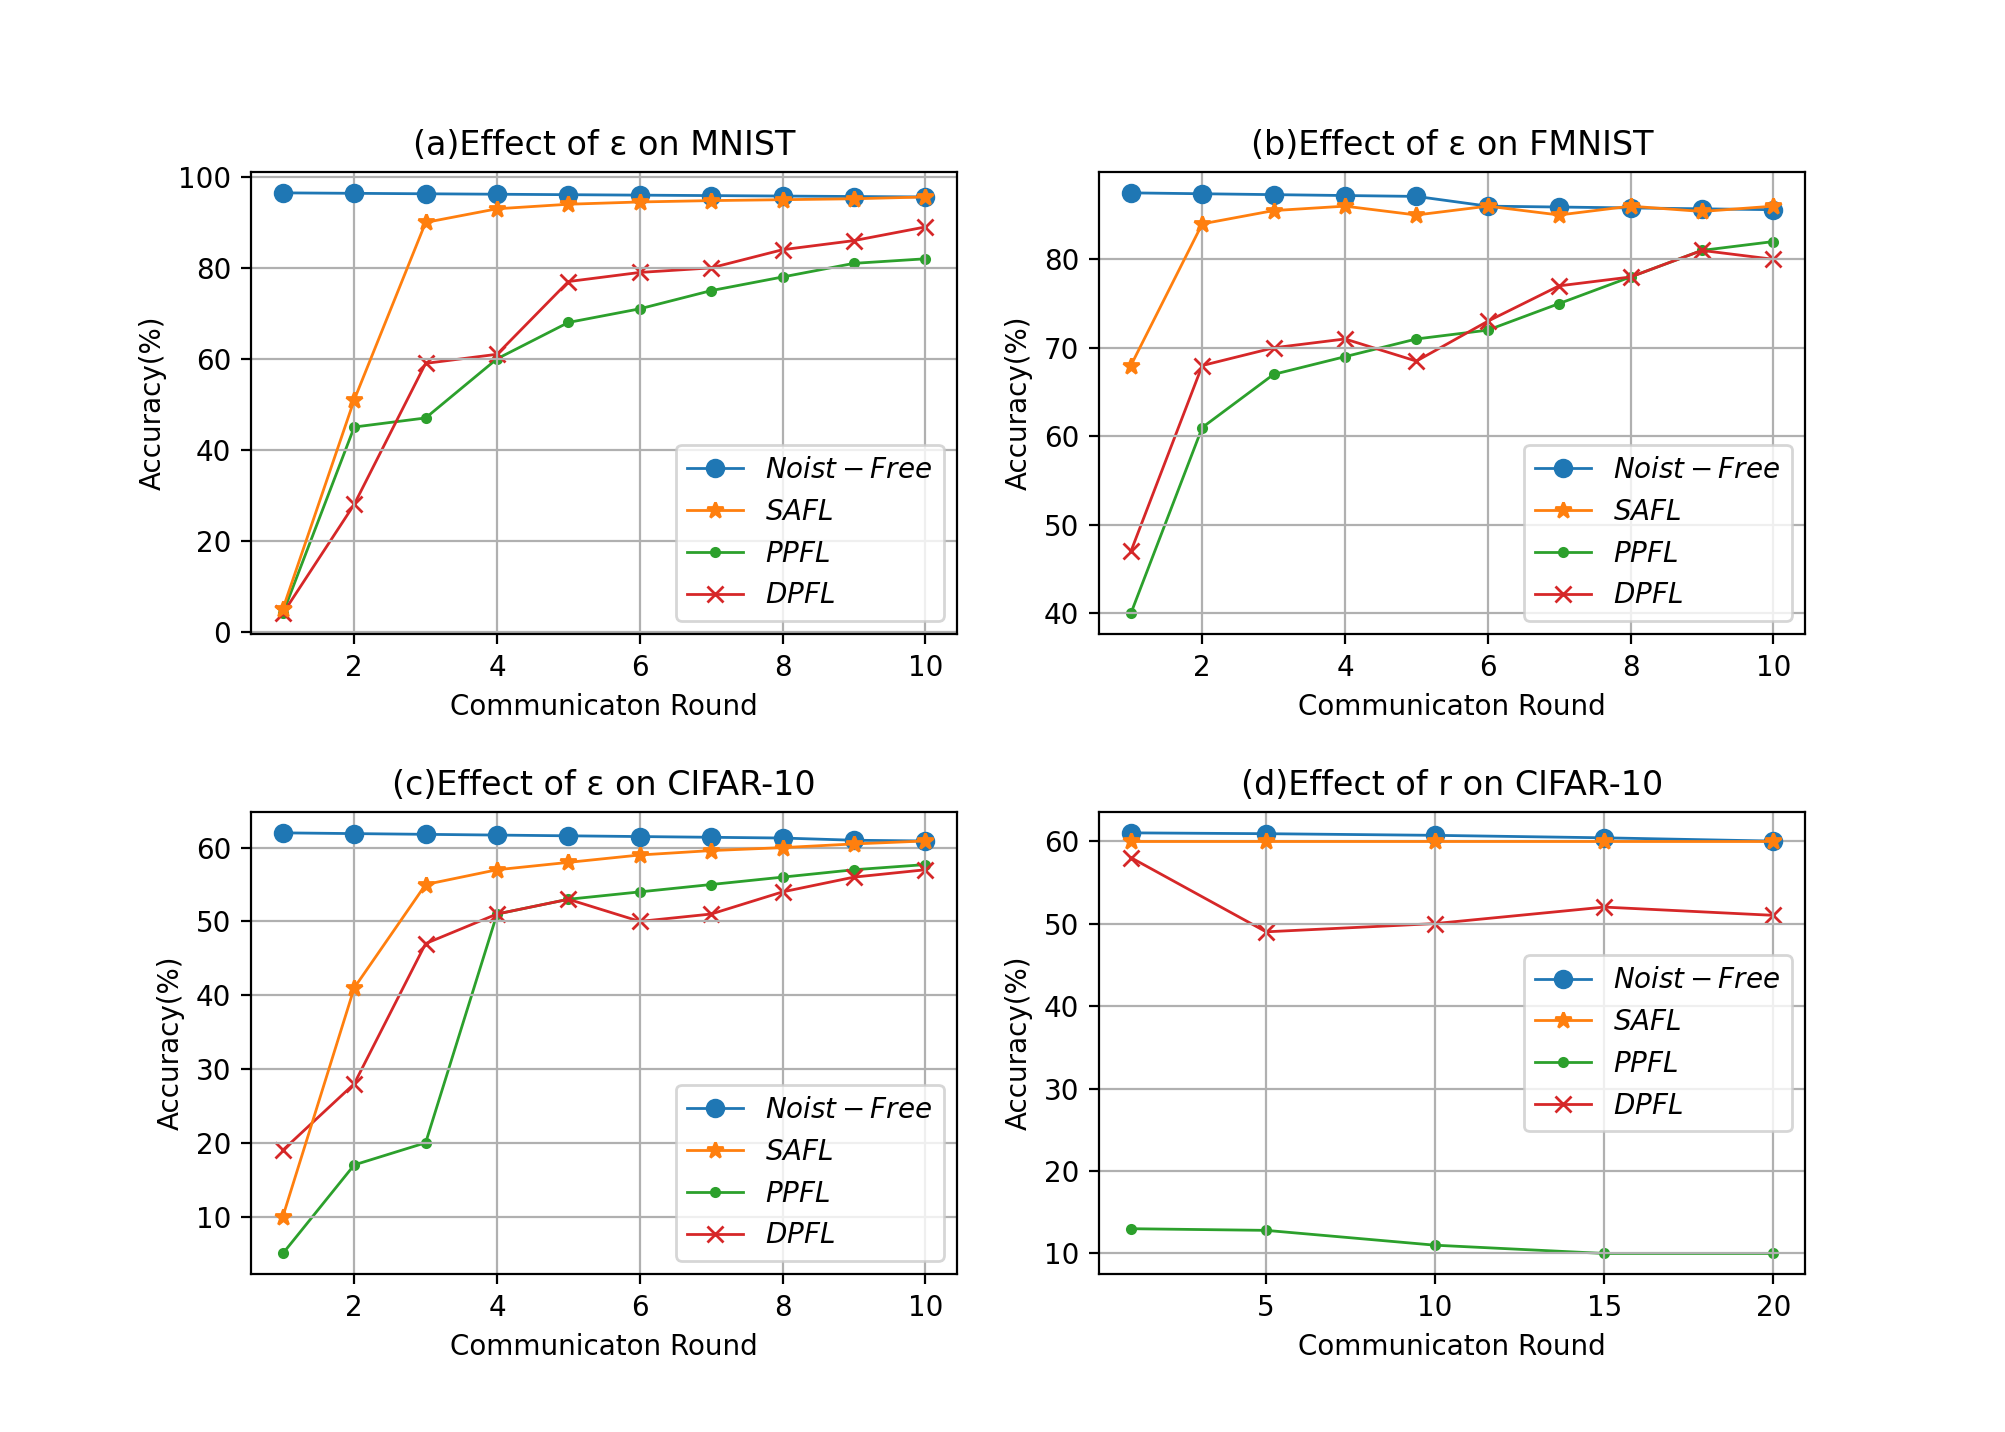 (a)Effect of ε on MNIST
100
80
60
40
20
0
Accuracy(%)
Noist − Free
SAFL
PPFL
DPFL
2 4 6 8 10
Communicaton Round
(b)Effect of ε on FMNIST
80
70
60
50
40
Accuracy(%)
Noist − Free
SAFL
PPFL
DPFL
2 4 6 8 10
Communicaton Round
(c)Effect of ε on CIFAR-10
60
50
40
30
20
10
Accuracy(%)
Noist − Free
SAFL
PPFL
DPFL
2 4 6 8 10
Communicaton Round
(d)Effect of r on CIFAR-10
60
50
40
30
20
10
Accuracy(%)
Noist − Free
SAFL
PPFL
DPFL
5 10 15 20
Communicaton Round